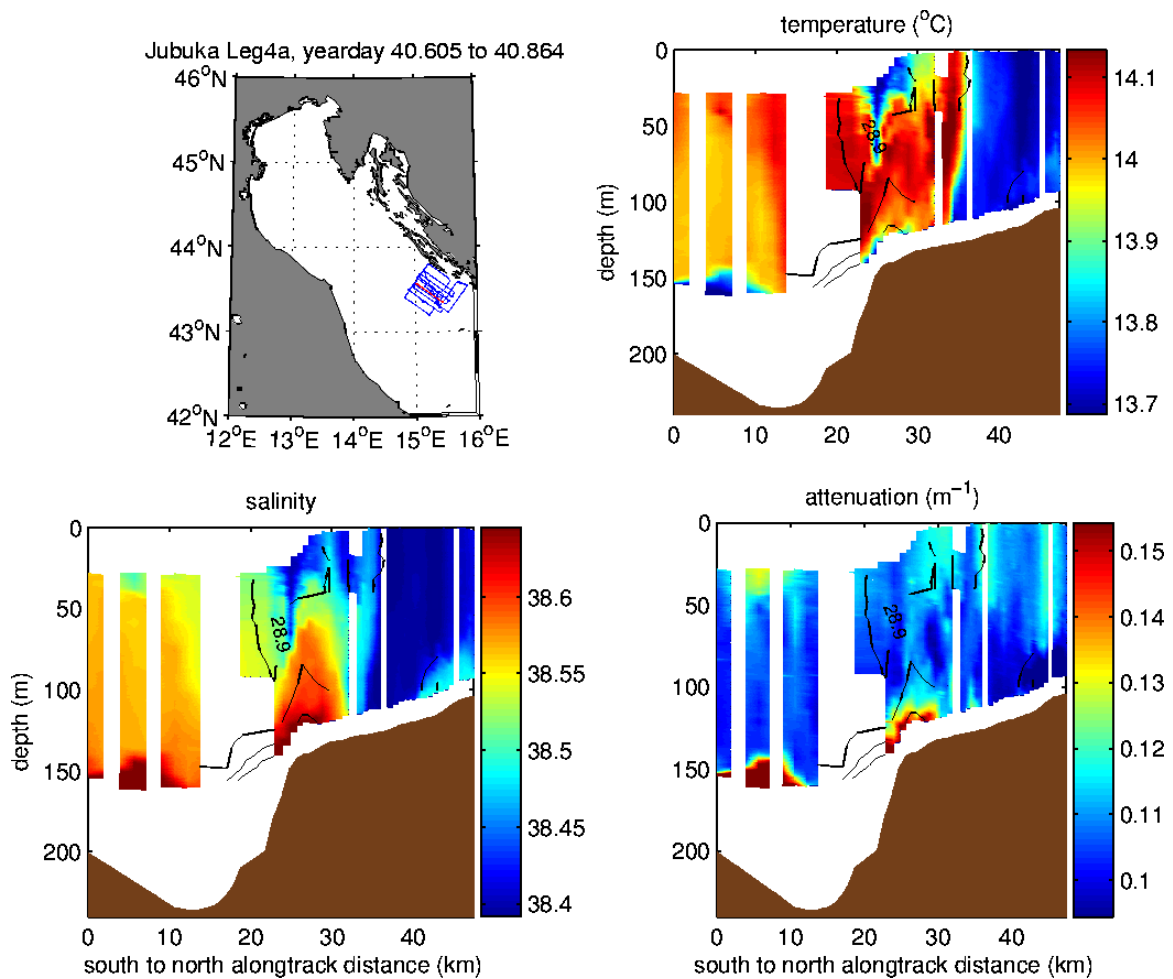 Jubuka Leg4a, yearday 40.605 to 40.864
46°N
45°N
44°N
43°N
42°N
12°E 13°E 14°E 15°E 16°E
temperature (°C)
0
50
100
150
200
depth (m)
0 10 20 30 40
28.9
14.1
14
13.9
13.8
13.7
salinity
0
50
100
150
200
depth (m)
0 10 20 30 40
south to north alongtrack distance (km)
28.9
38.6
38.55
38.5
38.45
38.4
attenuation (m⁻¹)
0
50
100
150
200
0 10 20 30 40
south to north alongtrack distance (km)
28.9
0.15
0.14
0.13
0.12
0.11
0.1